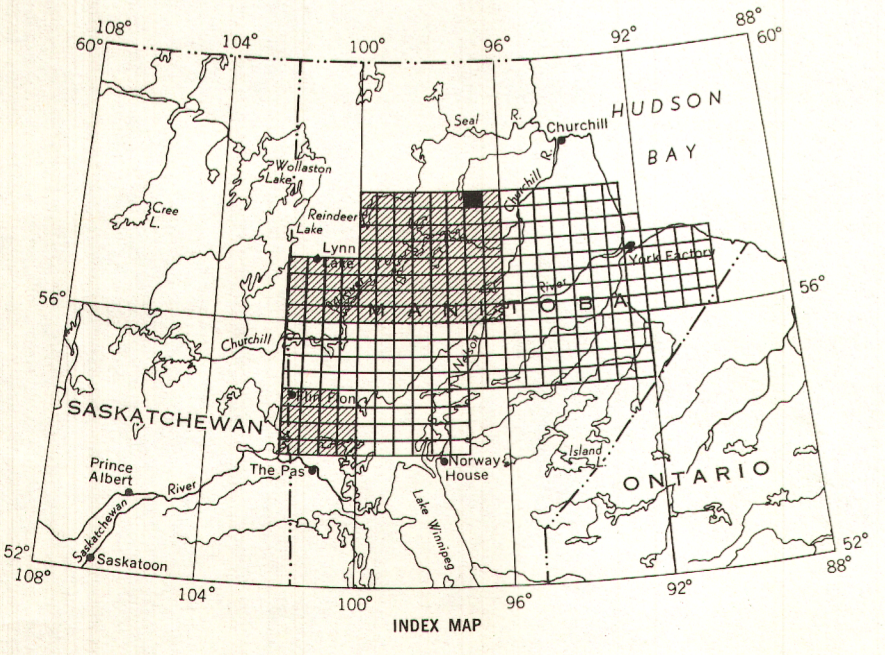 108°
104°
100°
96°
92°
88°
60°
60°
HUDSON
BAY
Seal R.
Churchill
Churchill R.
Wollaston
Lake
Cree
L.
Reindeer
Lake
Lynn
Lake
York Factory
River
56°
56°
MANITOBA
Churchill
Nelson
Flin Flon
SASKATCHEWAN
Island
L.
Prince
Albert
River
The Pas
Norway
House
ONTARIO
Lake Winnipeg
Saskatchewan
Saskatoon
52°
52°
108°
104°
100°
96°
92°
88°
INDEX MAP